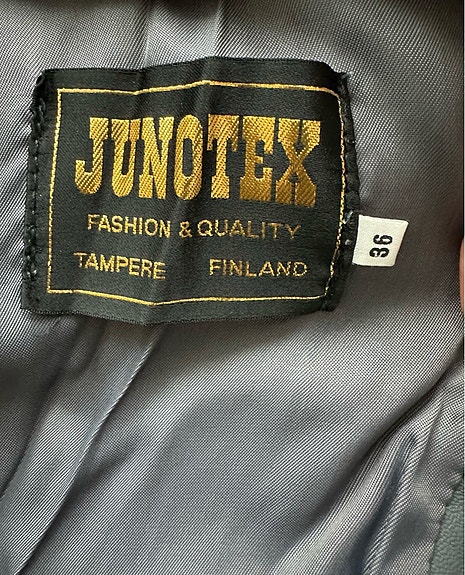 JUNOTEX
FASHION & QUALITY
TAMPERE FINLAND
36